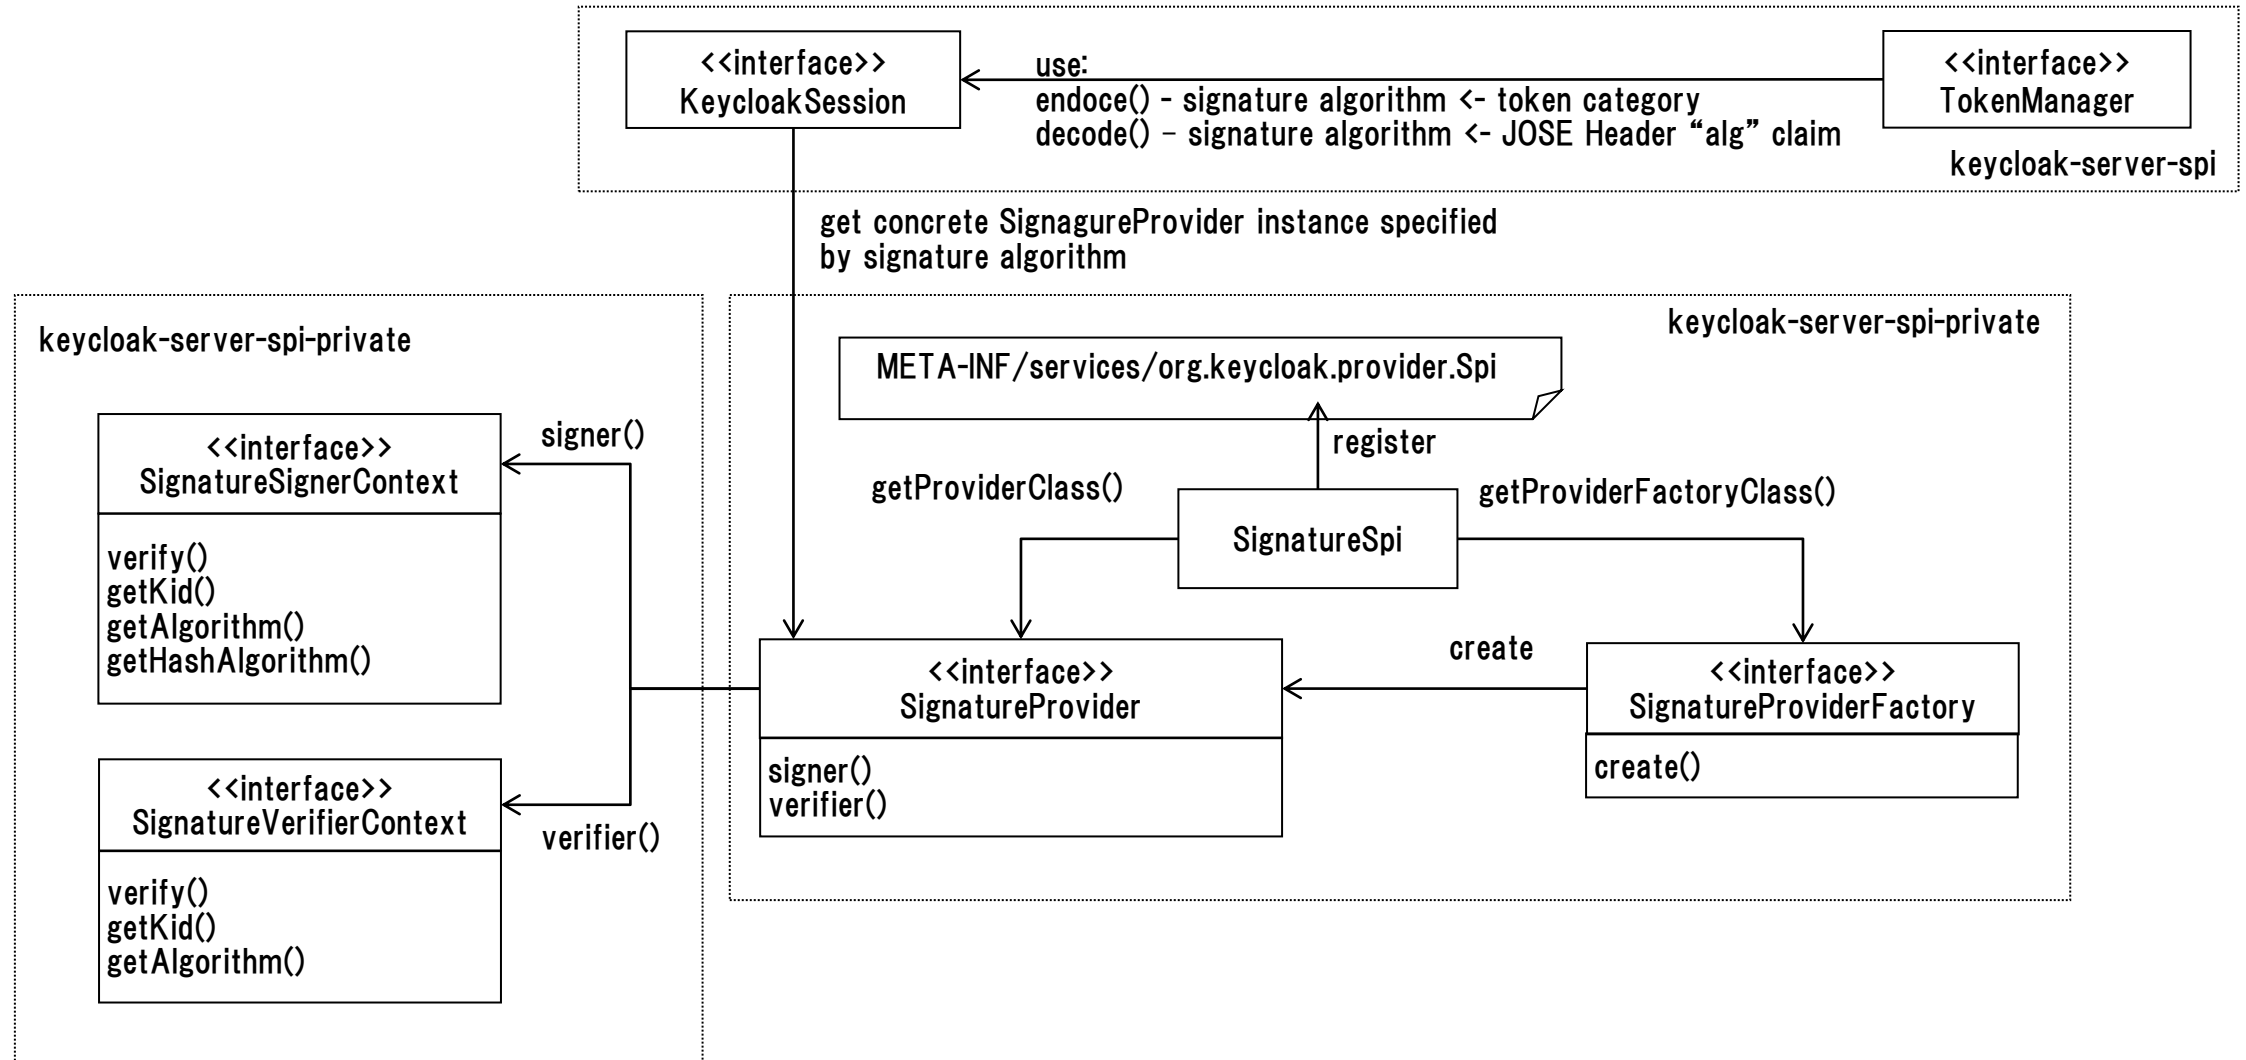 <<interface>>
KeycloakSession
use:
endoce() - signature algorithm <- token category
decode() – signature algorithm <- JOSE Header “alg” claim
<<interface>>
TokenManager
keycloak-server-spi
get concrete SignagureProvider instance specified
by signature algorithm
keycloak-server-spi-private
<<interface>>
SignatureSignerContext
verify()
getKid()
getAlgorithm()
getHashAlgorithm()
signer()
<<interface>>
SignatureVerifierContext
verify()
getKid()
getAlgorithm()
verifier()
keycloak-server-spi-private
META-INF/services/org.keycloak.provider.Spi
register
getProviderClass()
getProviderFactoryClass()
SignatureSpi
<<interface>>
SignatureProvider
signer()
verifier()
create
<<interface>>
SignatureProviderFactory
create()